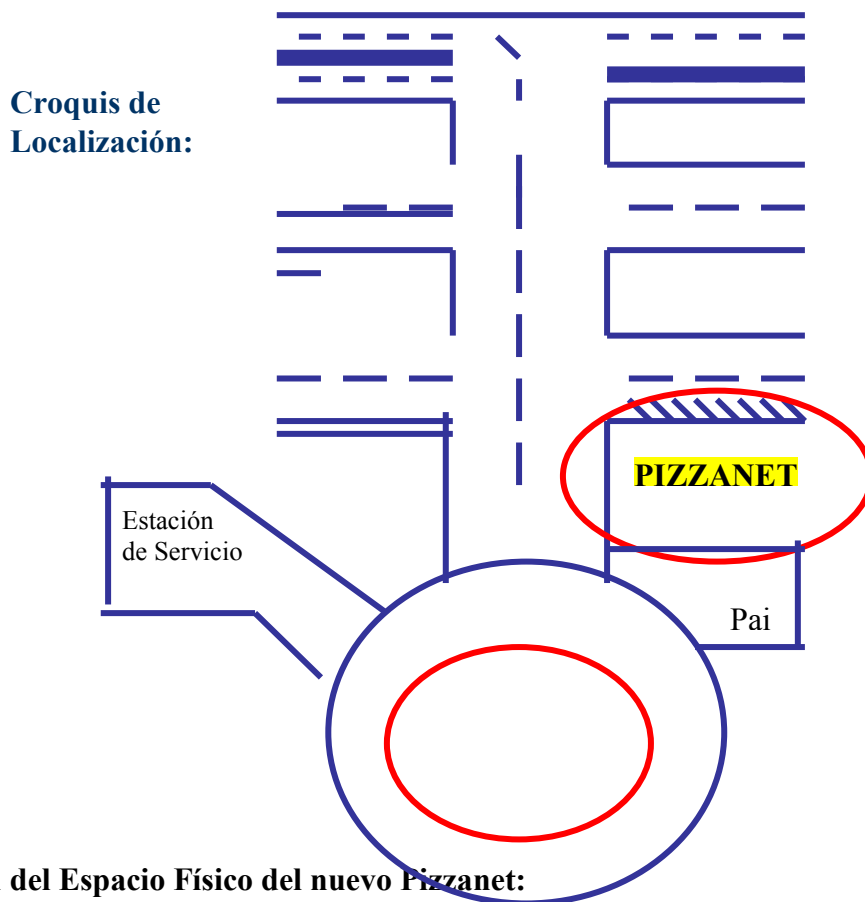 Croquis de
Localización:
PIZZANET
Estación
de Servicio
Pai
del Espacio Físico del nuevo Pizzanet: